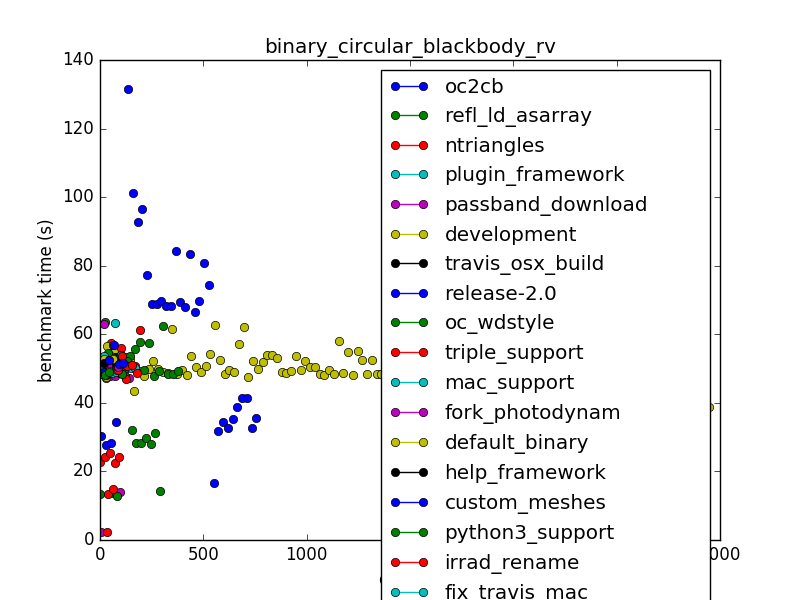 binary_circular_blackbody_rv
140
120
100
80
60
40
20
0
benchmark time (s)
0
500
1000
000
oc2cb
refl_ld_asarray
ntriangles
plugin_framework
passband_download
development
travis_osx_build
release-2.0
oc_wdstyle
triple_support
mac_support
fork_photodynam
default_binary
help_framework
custom_meshes
python3_support
irrad_rename
fix_travis_mac